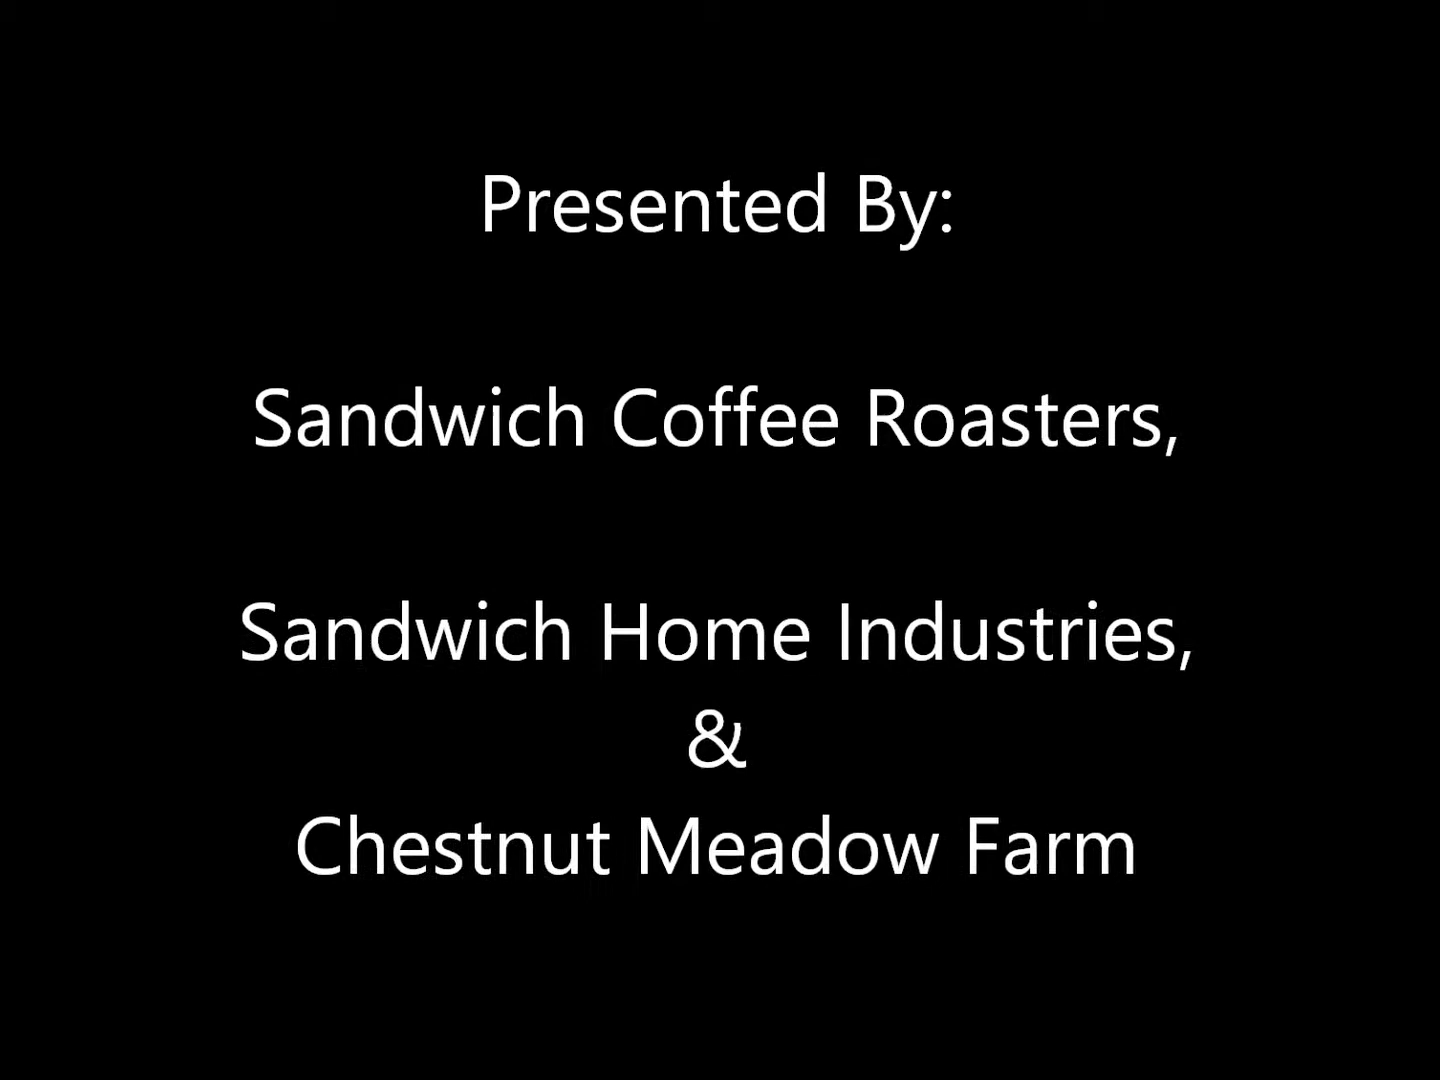 Presented By:
Sandwich Coffee Roasters,
Sandwich Home Industries,
&
Chestnut Meadow Farm